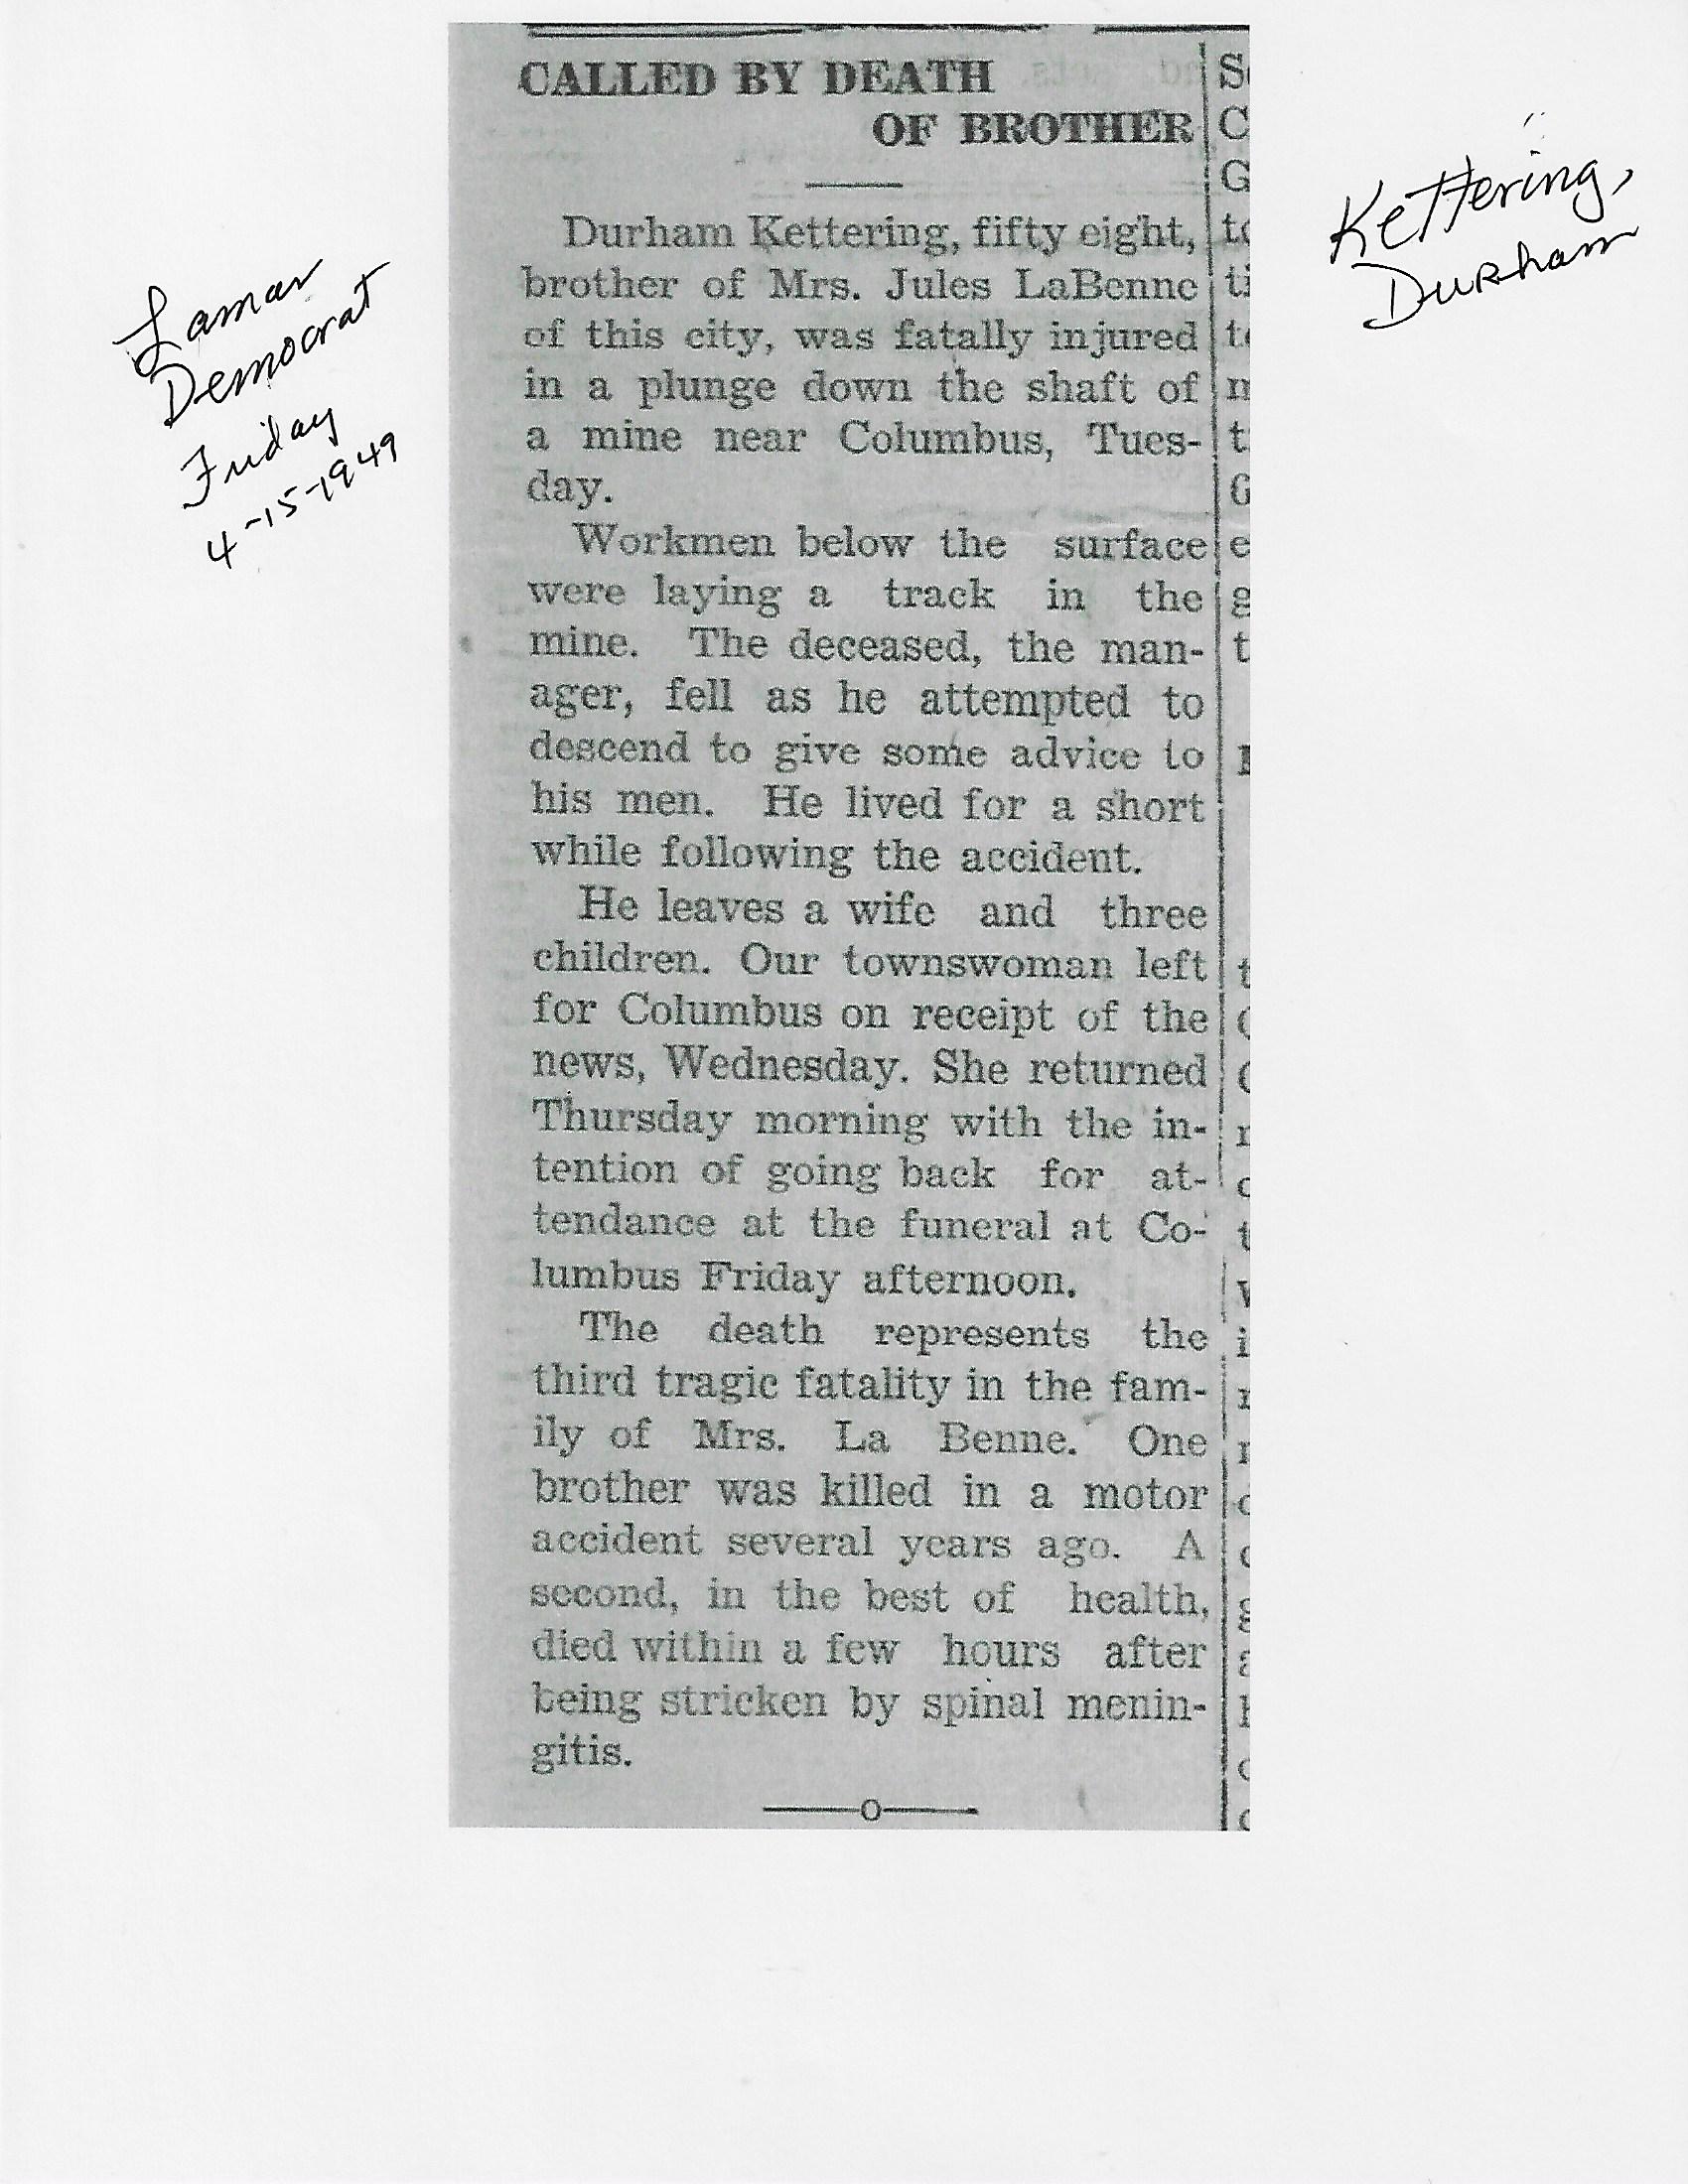 CALLED BY DEATH
OF BROTHER
Durham Kettering, fifty eight,
brother of Mrs. Jules LaBenne
of this city, was fatally injured
in a plunge down the shaft of
a mine near Columbus, Tues-
day.
Workmen below the surface
were laying a track in the
mine. The deceased, the man-
ager, fell as he attempted to
descend to give some advice to
his men. He lived for a short
while following the accident.
He leaves a wife and three
children. Our townswoman left
for Columbus on receipt of the
news, Wednesday. She returned
Thursday morning with the in-
tention of going back for at-
tendance at the funeral at Co-
lumbus Friday afternoon.
The death represents the
third tragic fatality in the fam-
ily of Mrs. La Benne. One
brother was killed in a motor
accident several years ago. A
second, in the best of health,
died within a few hours after
being stricken by spinal menin-
gitis.
Lamar
Democrat
Friday
4-15-1949
Kettering,
Durham